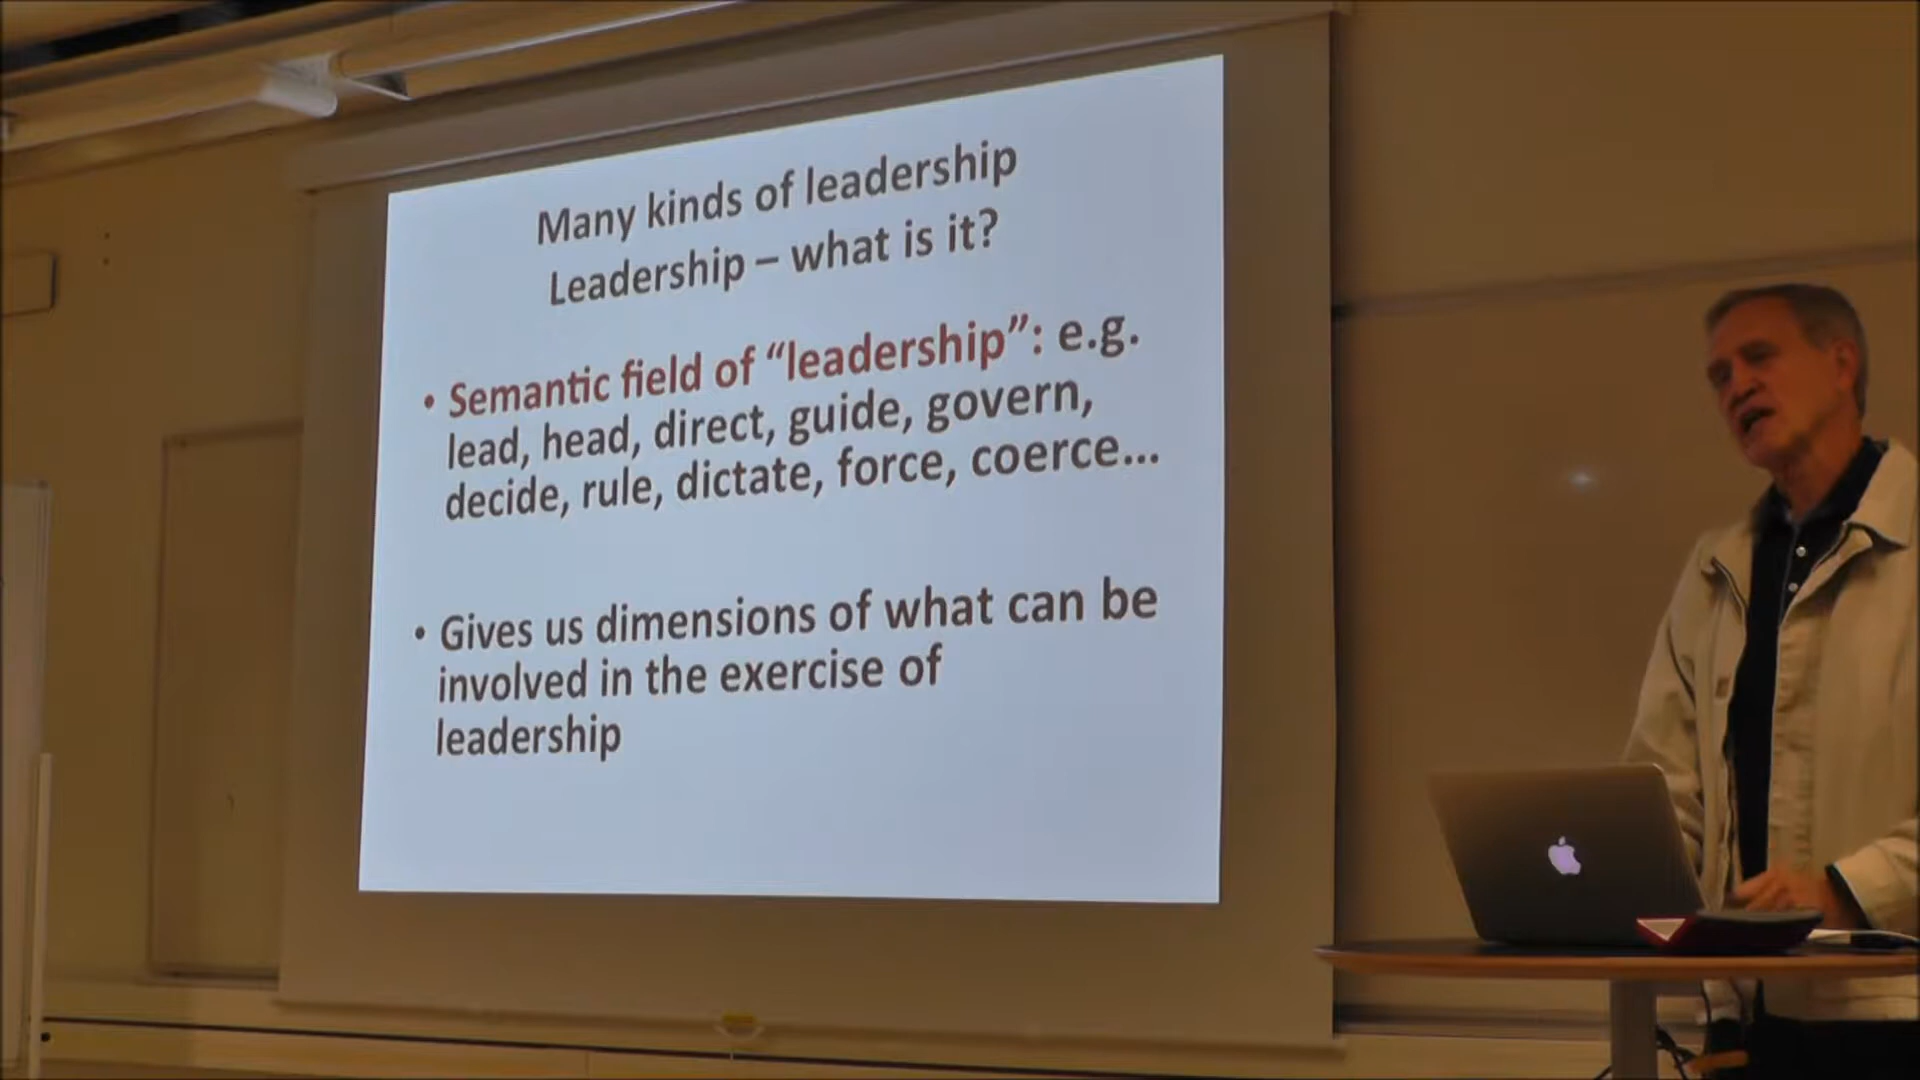 Many kinds of leadership
Leadership – what is it?
• Semantic field of “leadership”: e.g.
lead, head, direct, guide, govern,
decide, rule, dictate, force, coerce...
• Gives us dimensions of what can be
involved in the exercise of
leadership